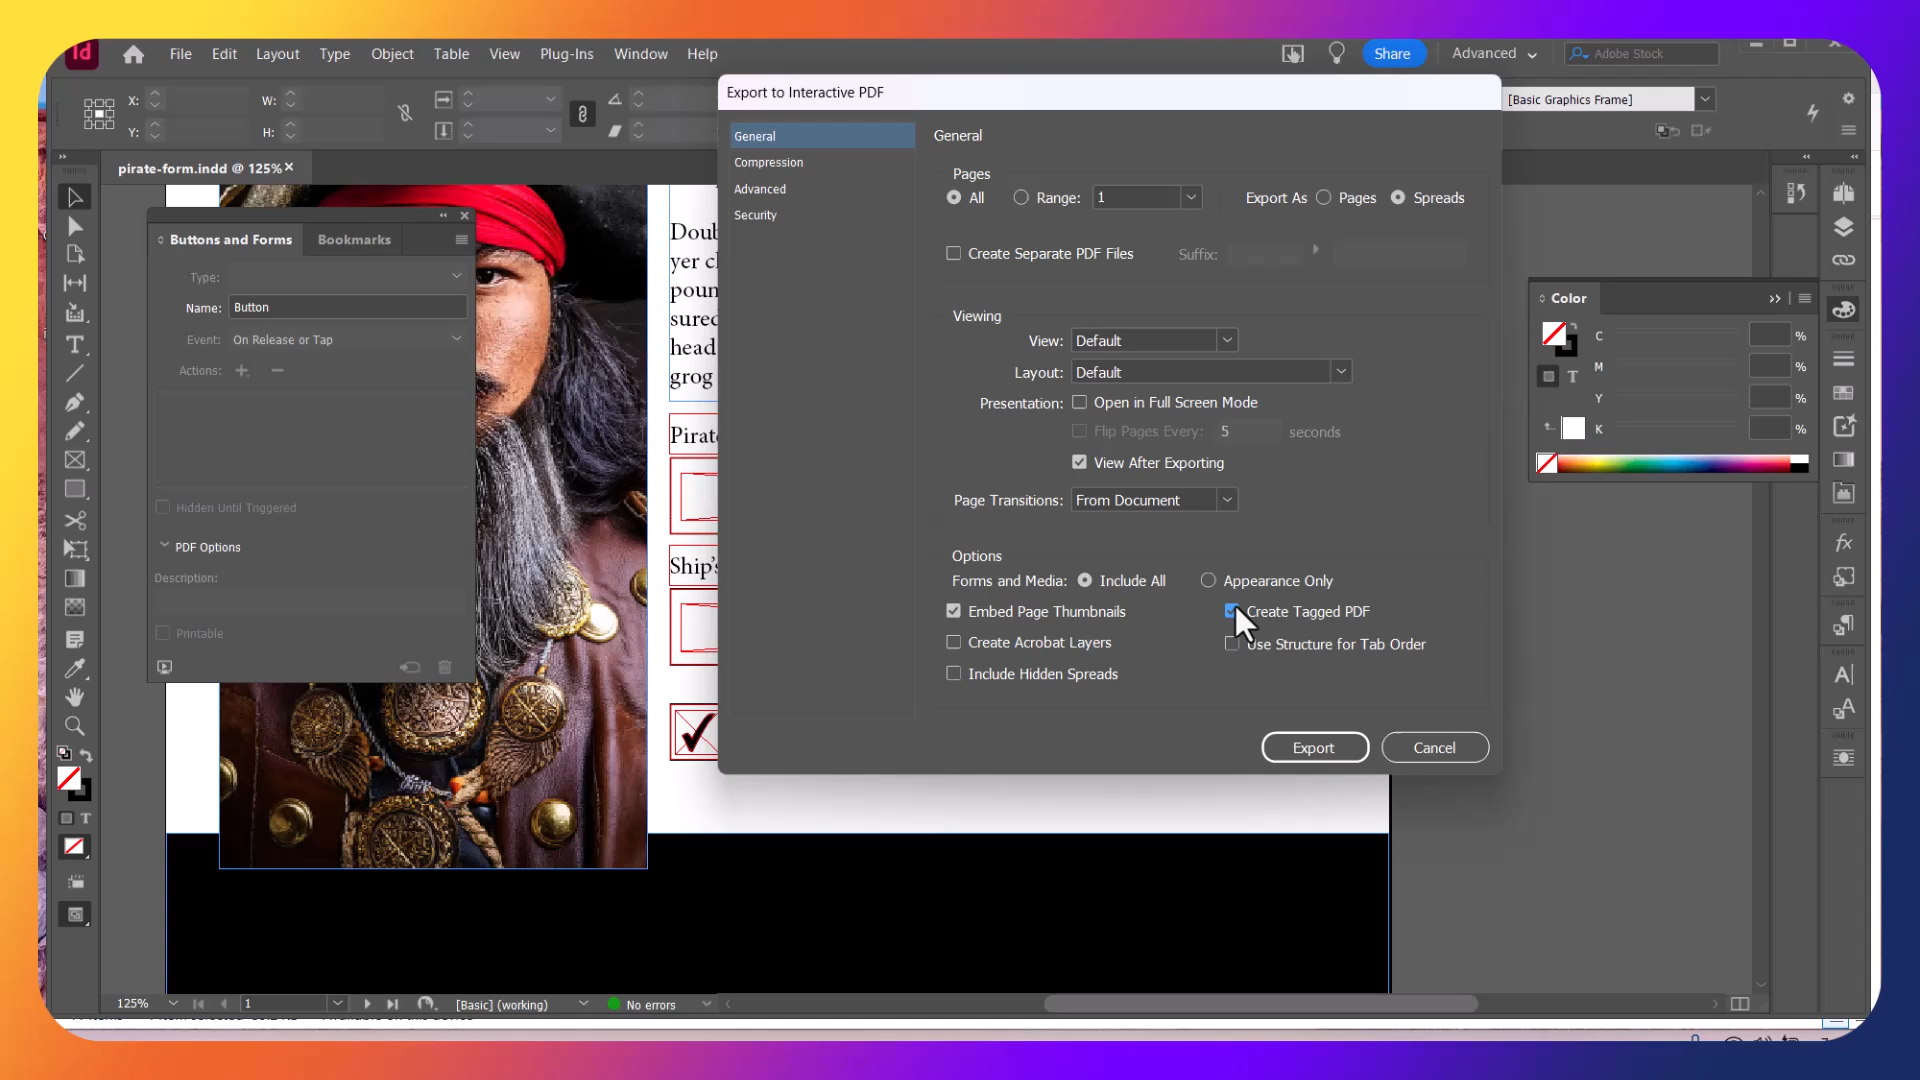 Id File Edit Layout Type Object Table View Plug-Ins Window Help Share Advanced Adobe Stock
X: W: [Basic Graphics Frame]
Y: H:
pirate-form.indd @ 125%
Buttons and Forms Bookmarks
Type:
Name: Button
Event: On Release or Tap
Actions:
Hidden Until Triggered
PDF Options
Description:
Printable
Pirate
Ship's
grog
head
Export to Interactive PDF
General
Compression
Advanced
Security
General
Pages
All Range: 1 Export As Pages Spreads
Create Separate PDF Files Suffix:
Viewing
View: Default
Layout: Default
Presentation: Open in Full Screen Mode
Flip Pages Every: 5 seconds
View After Exporting
Page Transitions: From Document
Options
Forms and Media: Include All Appearance Only
Embed Page Thumbnails Create Tagged PDF
Create Acrobat Layers Use Structure for Tab Order
Include Hidden Spreads
Export Cancel
Color
C %
M %
Y %
K %
T
125% 1 [Basic] (working) No errors